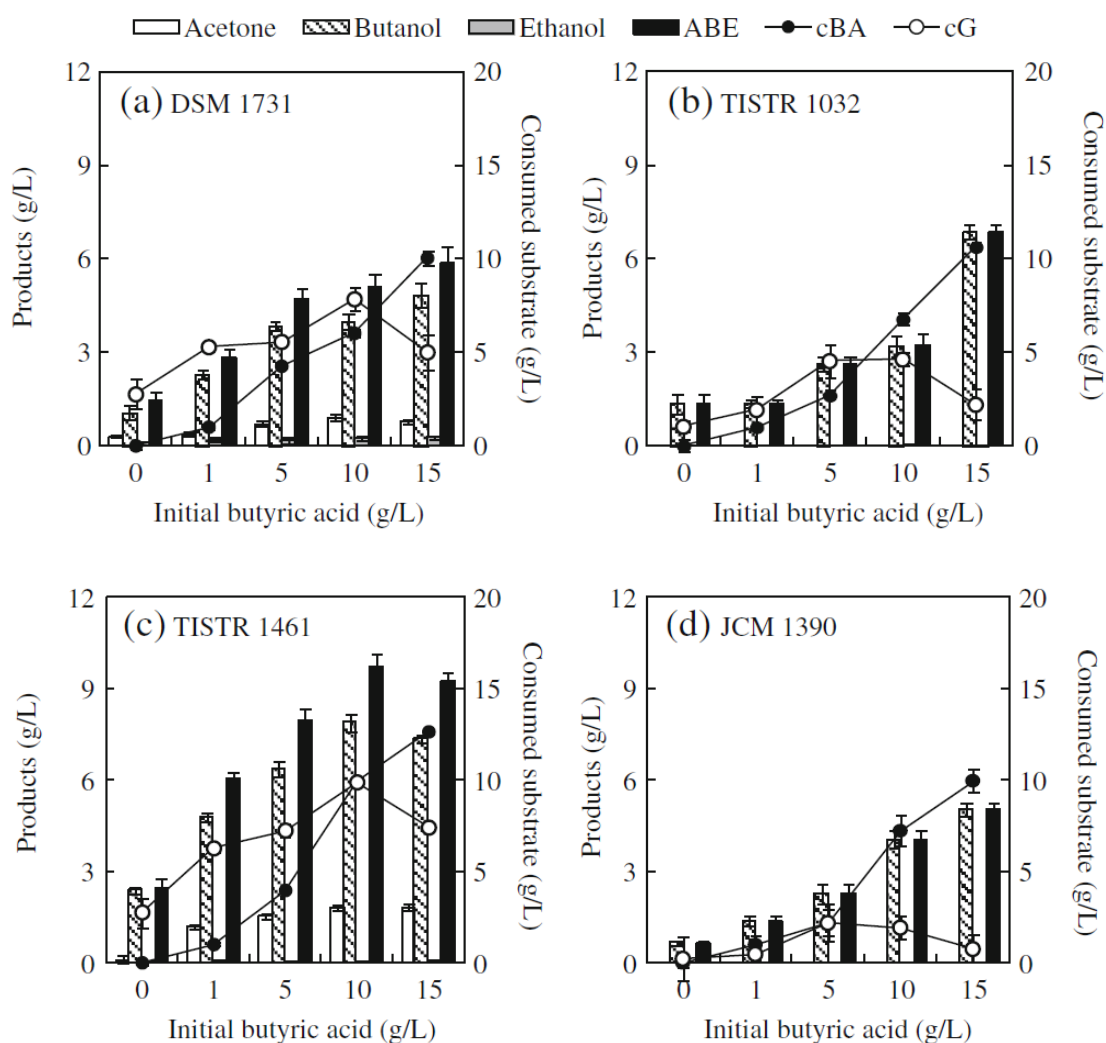 Acetone Butanol Ethanol ABE cBA cG
(a) DSM 1731
12
9
6
3
0
Products (g/L)
20
15
10
5
0
Consumed substrate (g/L)
0 1 5 10 15
Initial butyric acid (g/L)
(b) TISTR 1032
12
9
6
3
0
Products (g/L)
20
15
10
5
0
Consumed substrate (g/L)
0 1 5 10 15
Initial butyric acid (g/L)
(c) TISTR 1461
12
9
6
3
0
Products (g/L)
20
15
10
5
0
Consumed substrate (g/L)
0 1 5 10 15
Initial butyric acid (g/L)
(d) JCM 1390
12
9
6
3
0
Products (g/L)
20
15
10
5
0
Consumed substrate (g/L)
0 1 5 10 15
Initial butyric acid (g/L)